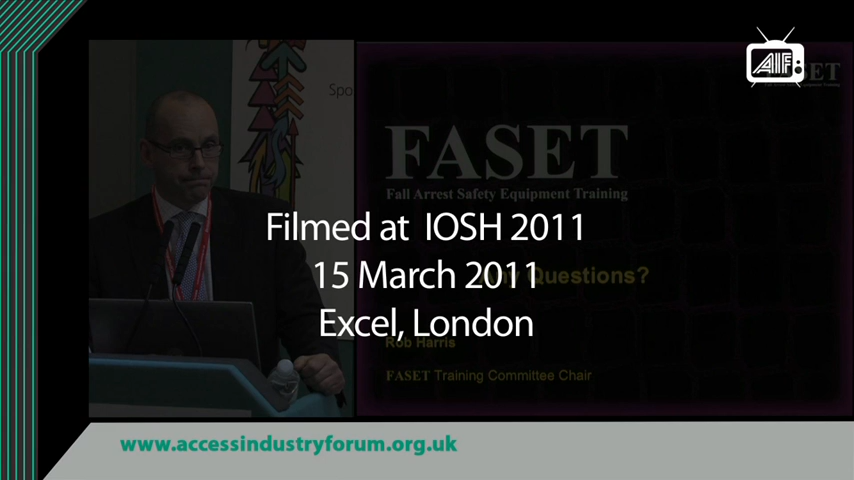 AIF
SET
Spo
FASET
Fall Arrest Safety Equipment Training
Filmed at IOSH 2011
15 March 2011
Questions?
Excel, London
Rob Harris
FASET Training Committee Chair
www.accessindustryforum.org.uk